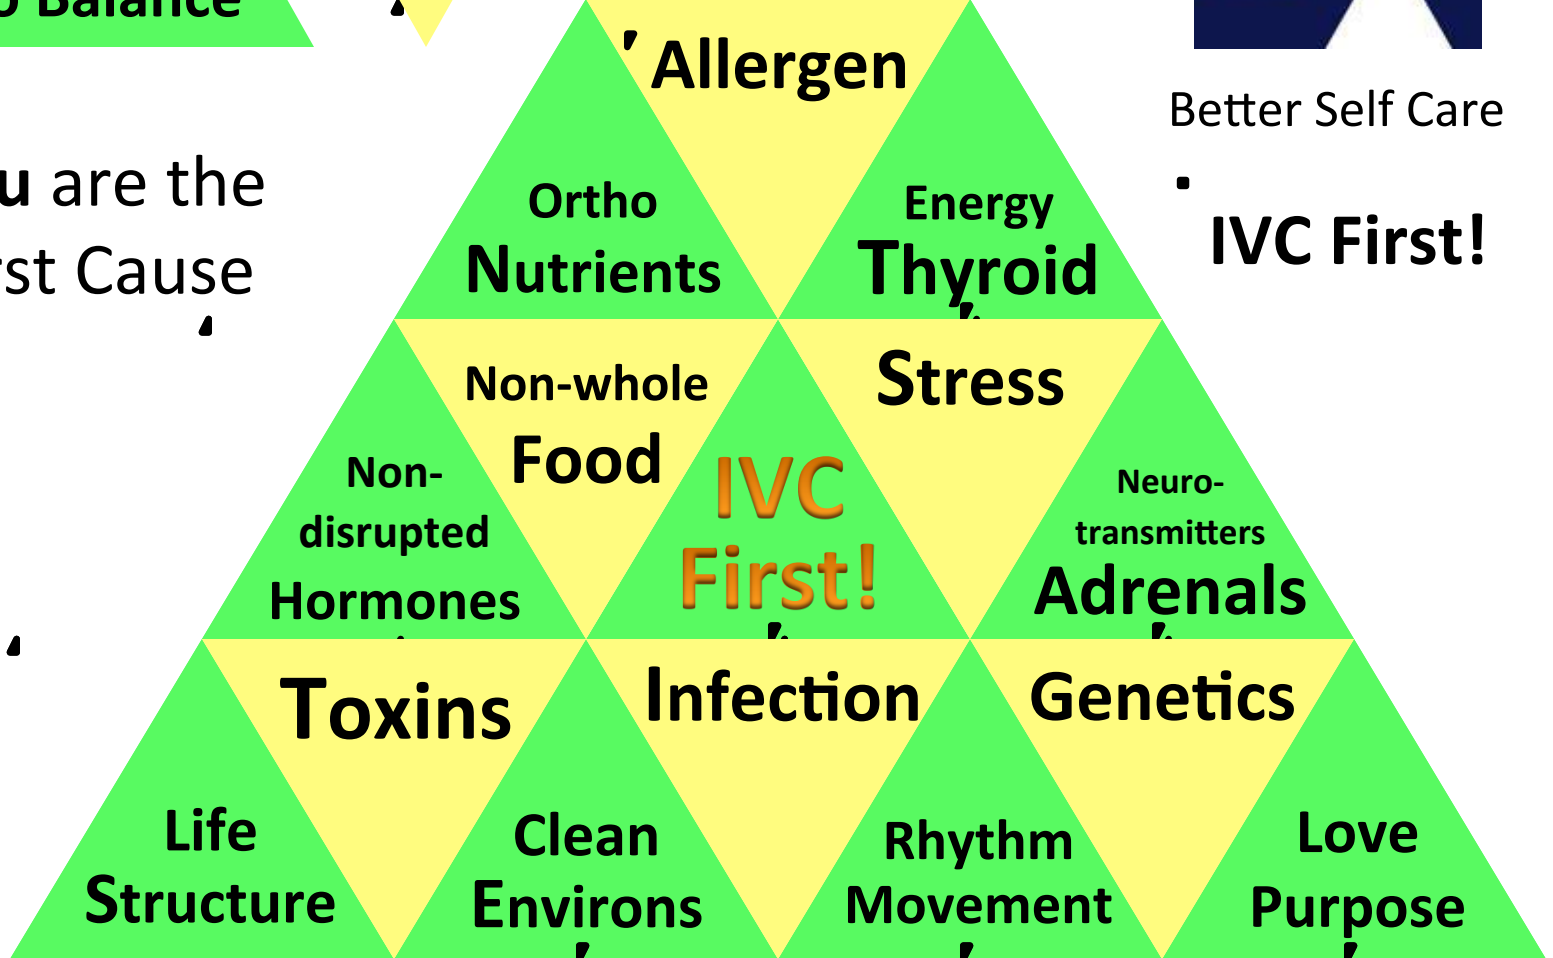 Balance
Allergen
Better Self Care
are the
Cause
IVC First!
Ortho
Nutrients
Energy
Thyroid
Non-whole
Food
Stress
Non-
disrupted
Hormones
IVC
First!
Neuro-
transmitters
Adrenals
Toxins
Infection
Genetics
Life
Structure
Clean
Environs
Rhythm
Movement
Love
Purpose